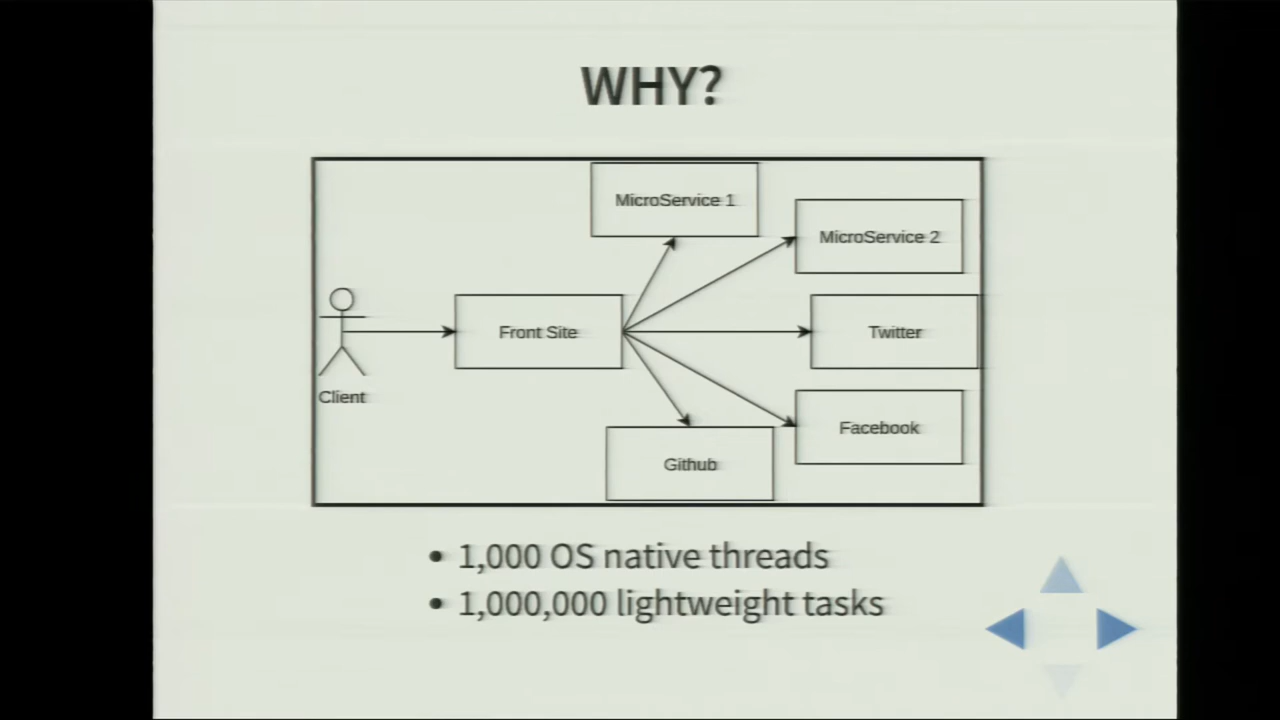 WHY?
MicroService 1
MicroService 2
Front Site
Twitter
Client
Facebook
Github
1,000 OS native threads
1,000,000 lightweight tasks